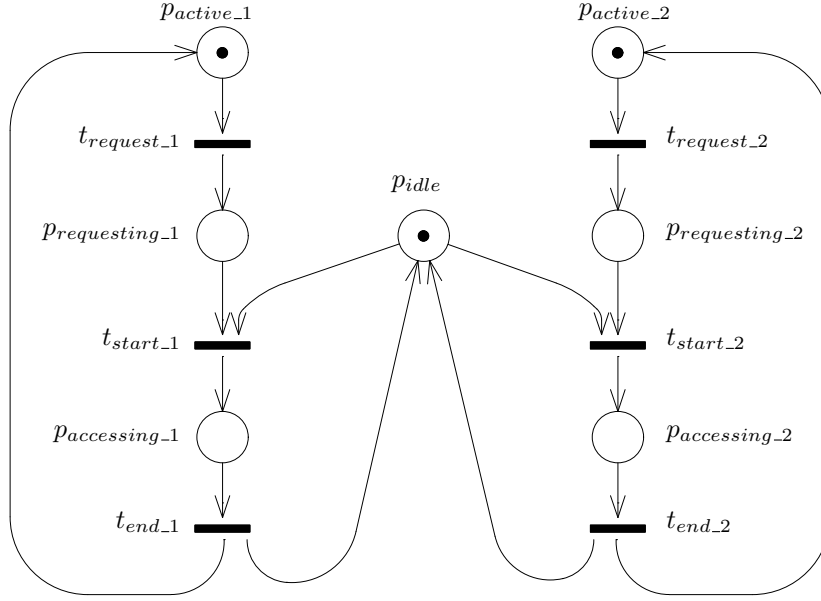 p_active_1
p_active_2
t_request_1
t_request_2
p_idle
p_requesting_1
p_requesting_2
t_start_1
t_start_2
p_accessing_1
p_accessing_2
t_end_1
t_end_2